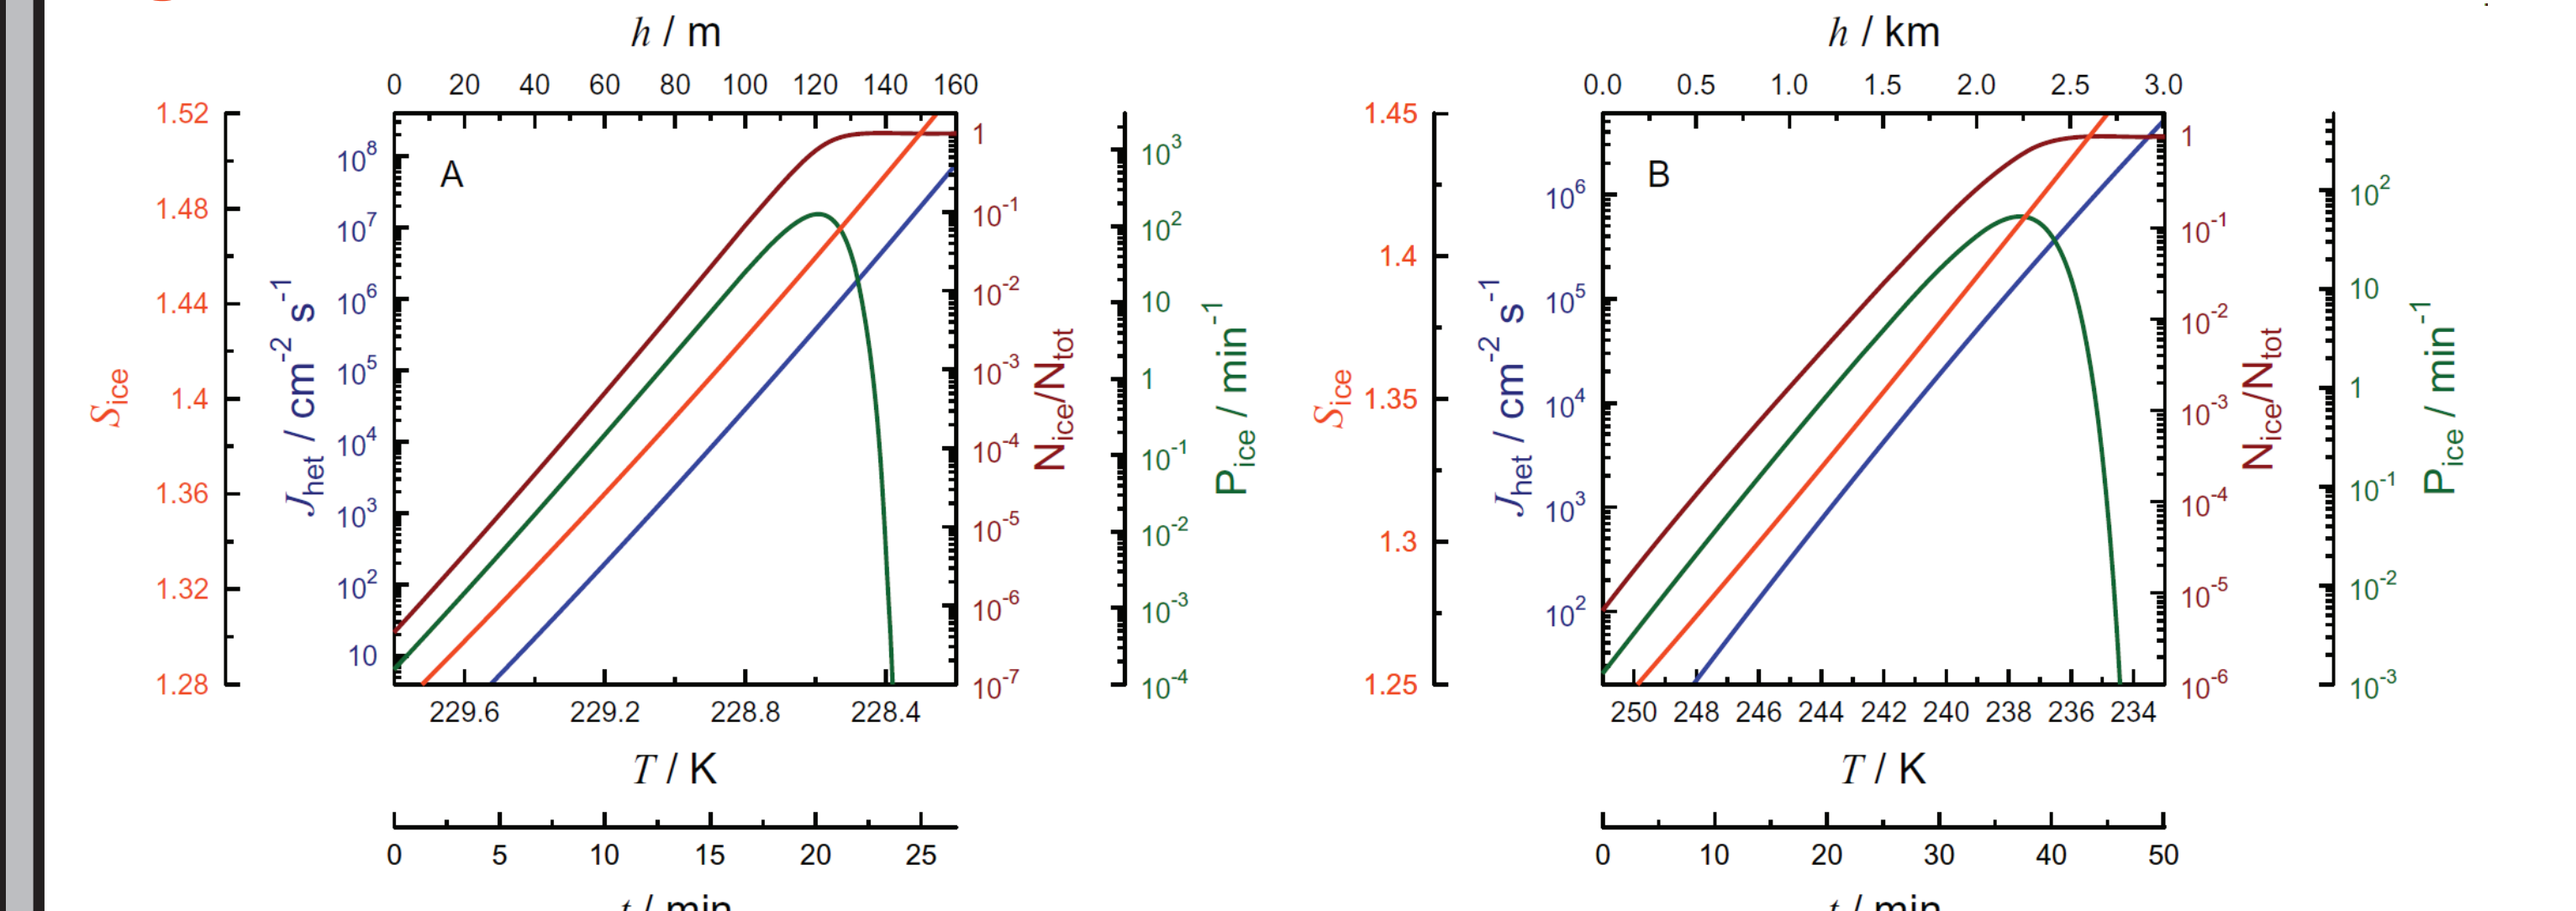 h / m
0 20 40 60 80 100 120 140 160
1.52
1.48
1.44
1.4
1.36
1.32
1.28
S_ice
10^8
10^7
10^6
10^5
10^4
10^3
10^2
10
J_het / cm^-2 s^-1
A
1
10^-1
10^-2
10^-3
10^-4
10^-5
10^-6
10^-7
N_ice/N_tot
10^3
10^2
10
1
10^-1
10^-2
10^-3
10^-4
P_ice / min^-1
229.6 229.2 228.8 228.4
T / K
0 5 10 15 20 25
t / min
h / km
0.0 0.5 1.0 1.5 2.0 2.5 3.0
1.45
1.4
1.35
1.3
1.25
S_ice
10^6
10^5
10^4
10^3
10^2
J_het / cm^-2 s^-1
B
1
10^-1
10^-2
10^-3
10^-4
10^-5
10^-6
N_ice/N_tot
10^2
10
1
10^-1
10^-2
10^-3
P_ice / min^-1
250 248 246 244 242 240 238 236 234
T / K
0 10 20 30 40 50
t / min